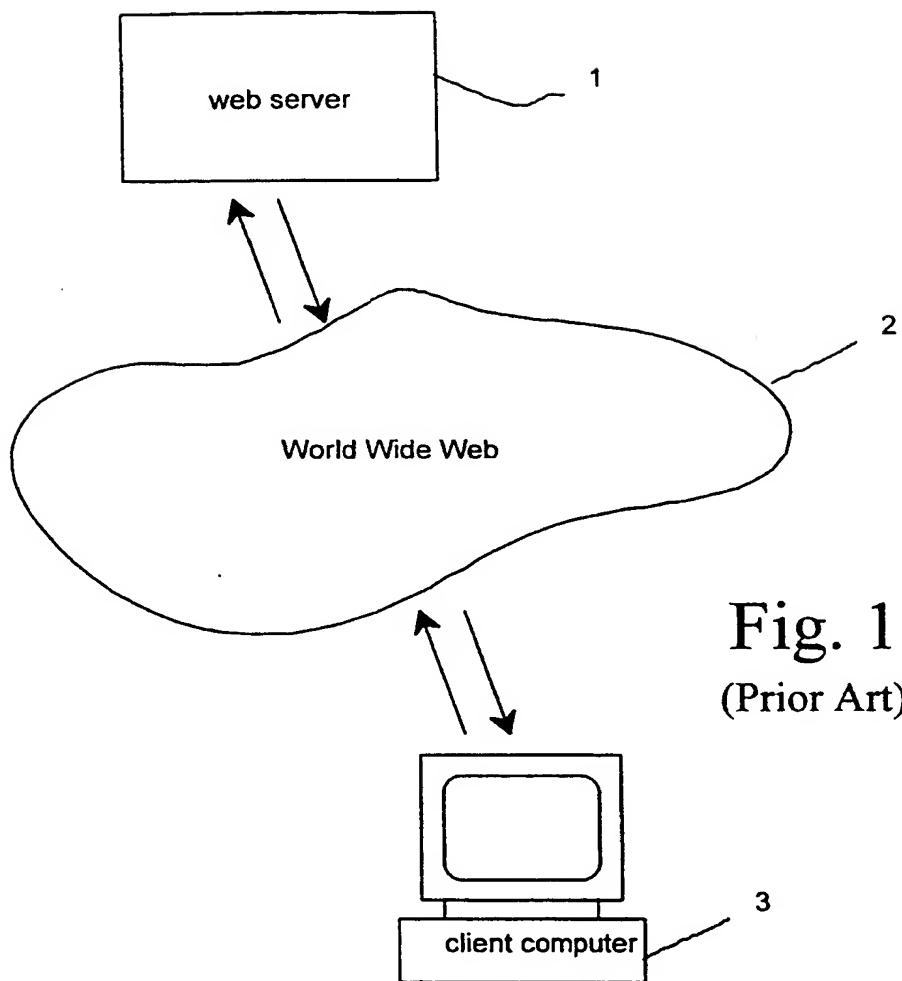 web server
1
2
World Wide Web
Fig. 1
(Prior Art)
client computer
3